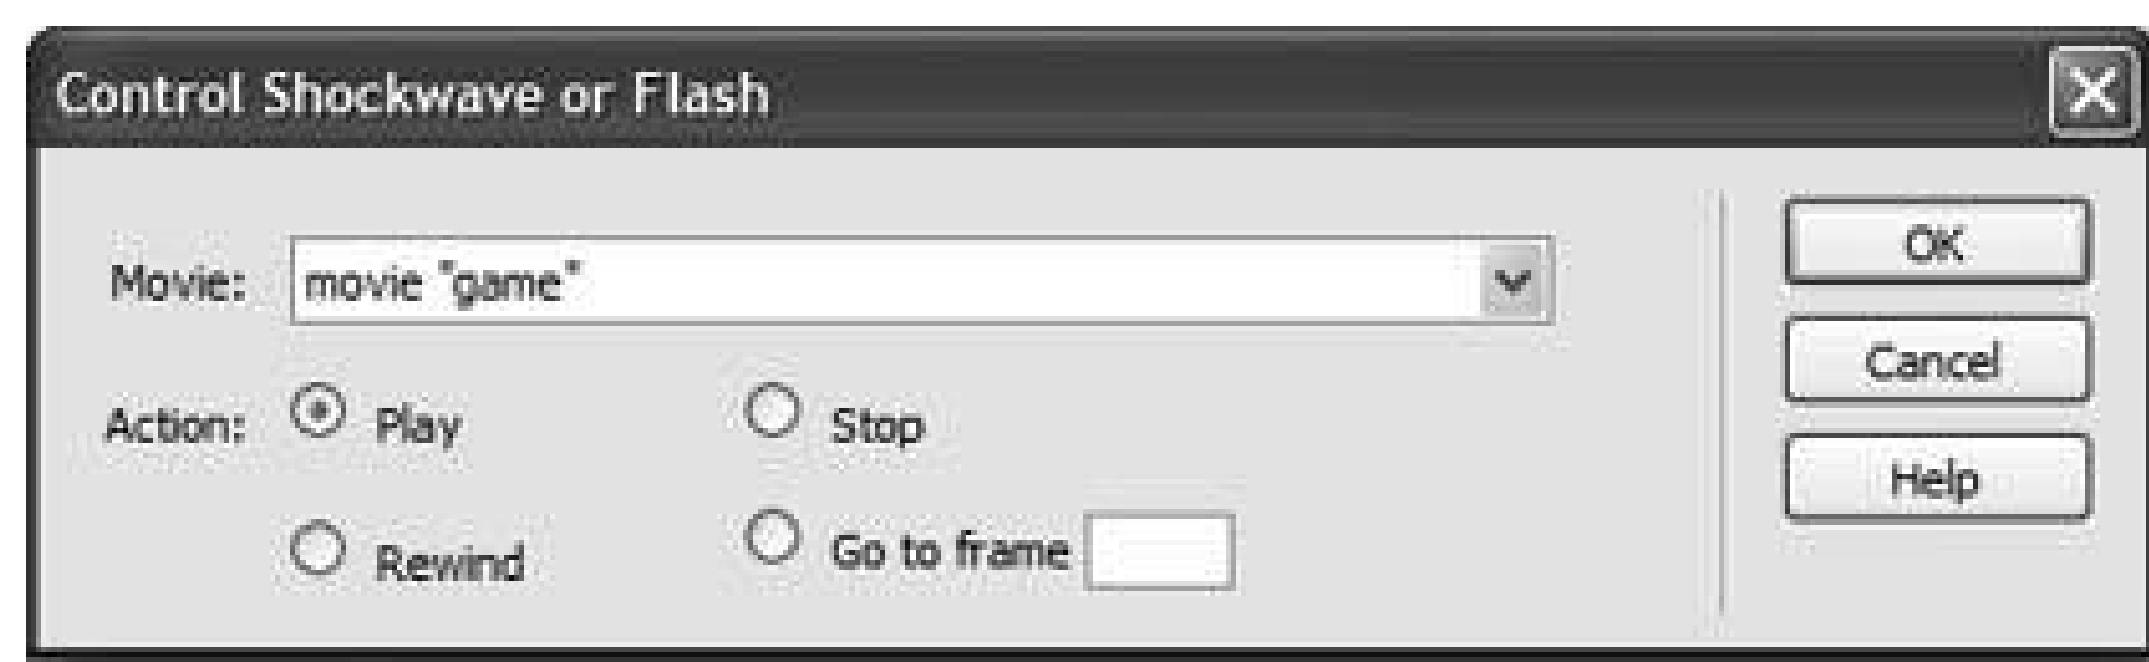 Control Shockwave or Flash
Movie: movie "game"
Action: Play Stop
Rewind Go to frame
OK
Cancel
Help